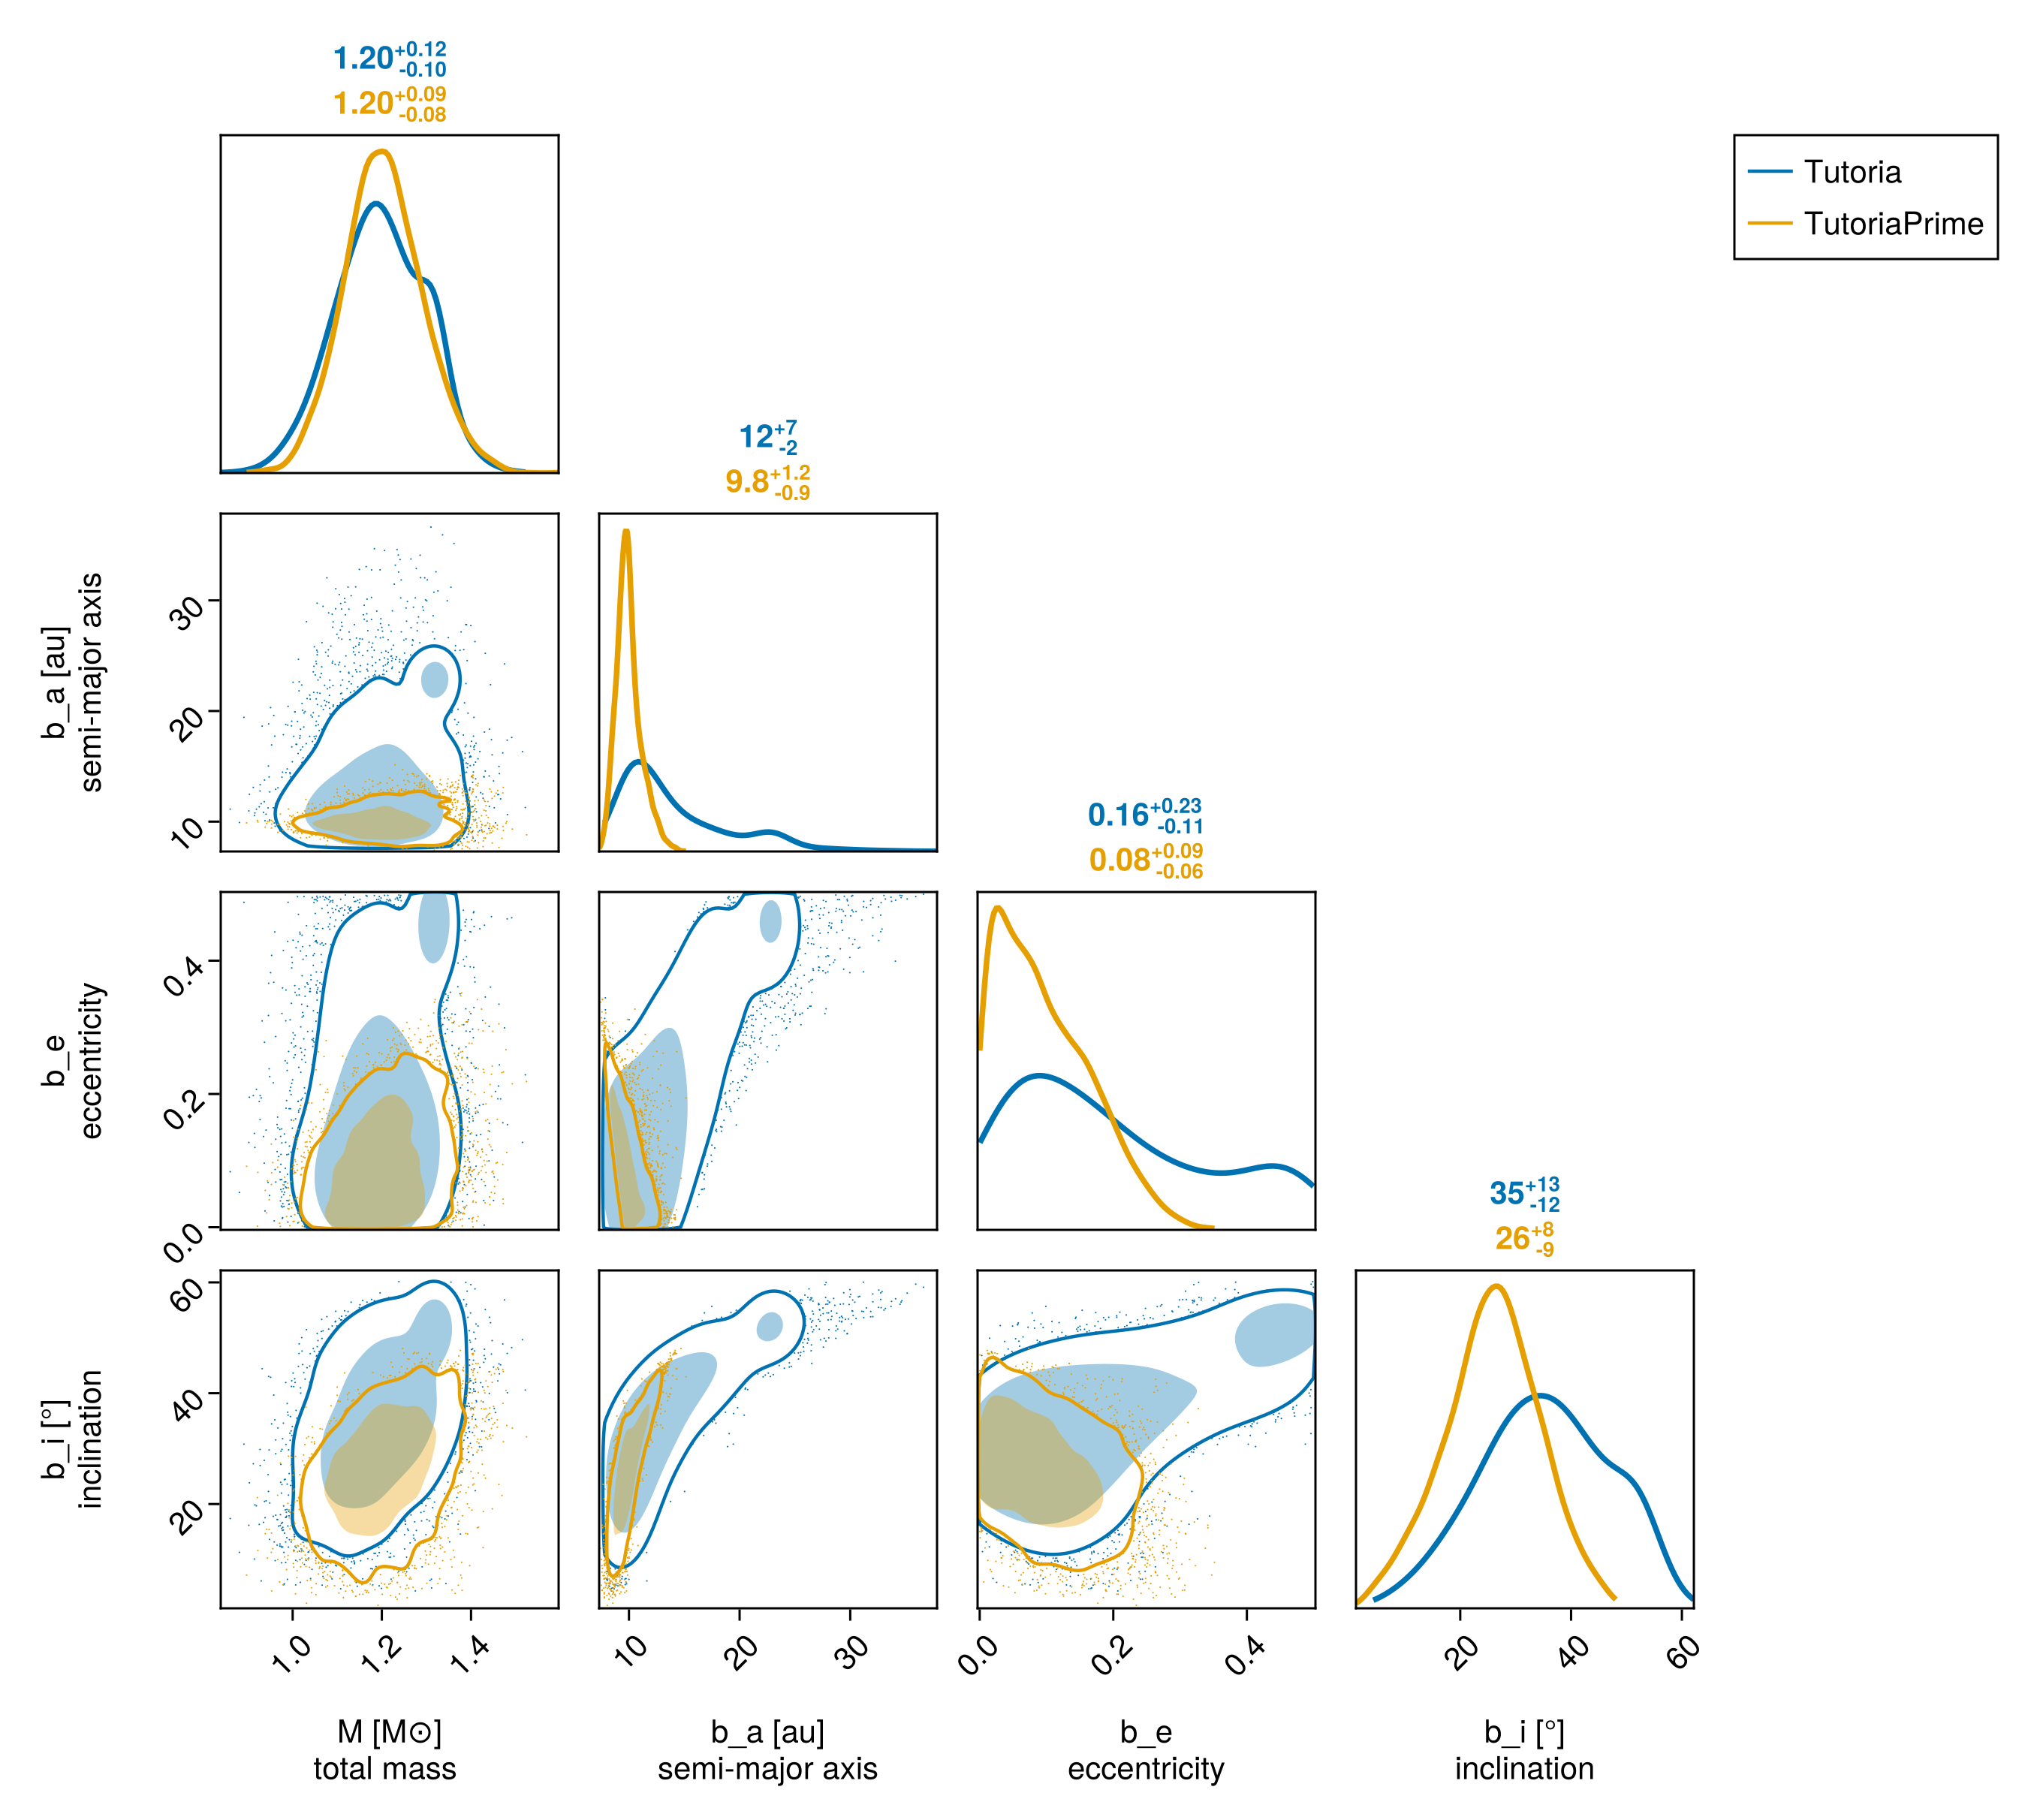 1.20+0.12-0.10
1.20+0.09-0.08
Tutoria
TutoriaPrime
12+7-2
9.8+1.2-0.9
b_a [au]
semi-major axis
30
20
10
0.16+0.23-0.11
0.08+0.09-0.06
b_e
eccentricity
0.4
0.2
0.0
35+13-12
26+8-9
b_i [°]
inclination
60
40
20
1.0 1.2 1.4
10 20 30
0.0 0.2 0.4
20 40 60
M [M☉]
total mass
b_a [au]
semi-major axis
b_e
eccentricity
b_i [°]
inclination